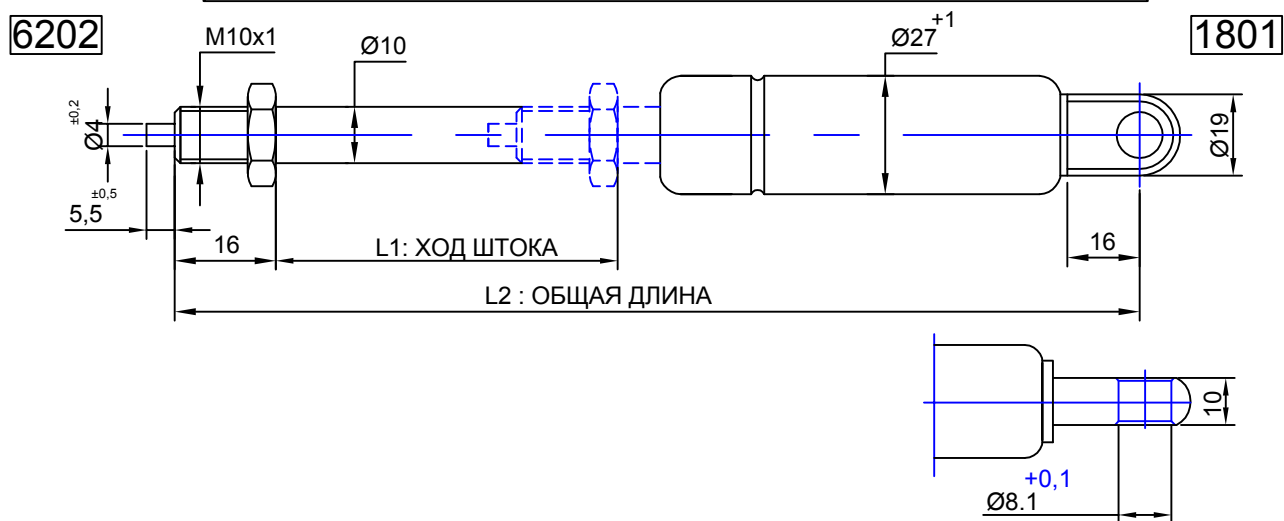 6202
M10x1
Ø10
Ø27 +1
1801
Ø4 ±0,2
Ø19
5,5 ±0,5
16
L1: ХОД ШТОКА
16
L2 : ОБЩАЯ ДЛИНА
10
+0,1
Ø8.1